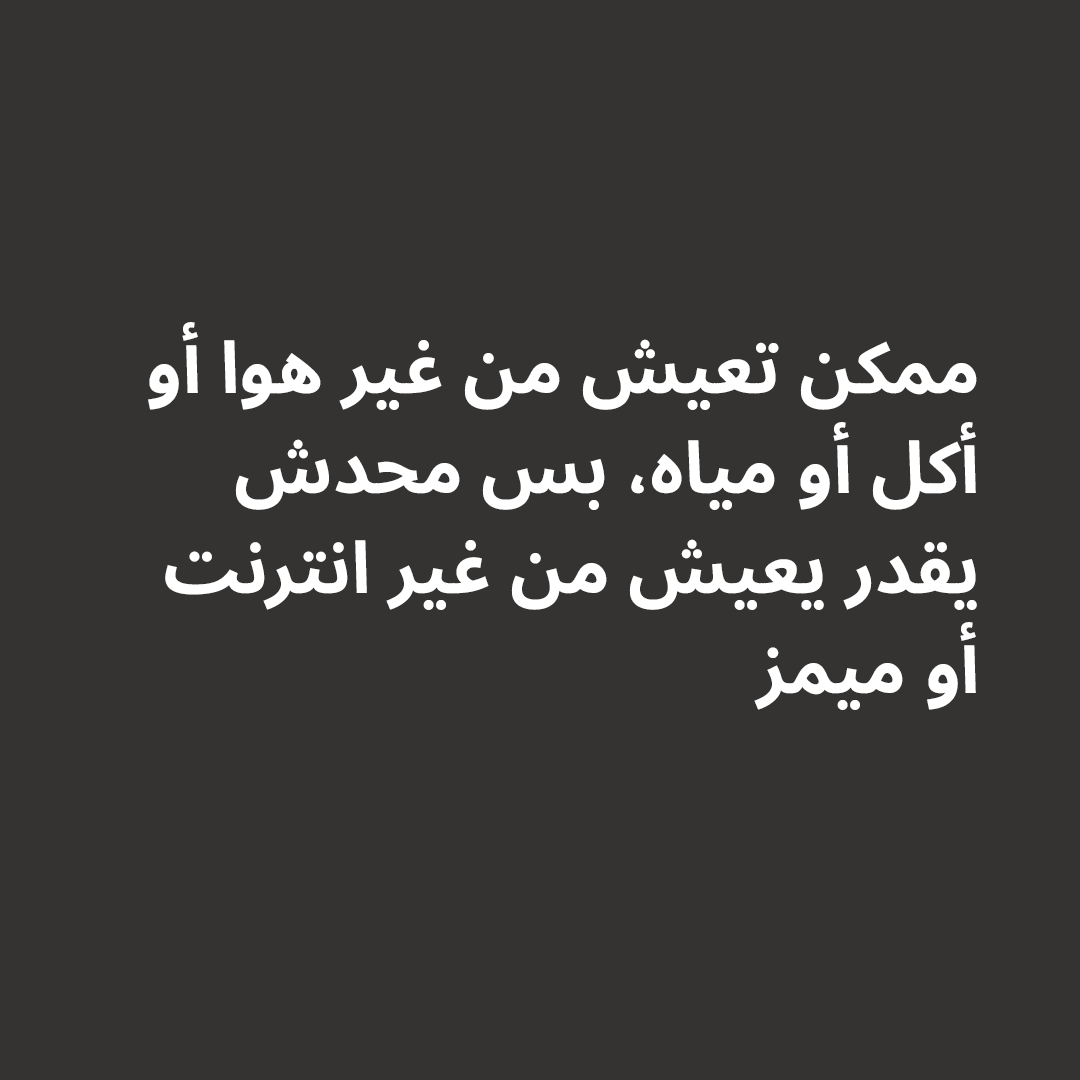 ممكن تعيش من غير هوا أو
أكل أو مياه، بس محدش
يقدر يعيش من غير انترنت
أو ميمز